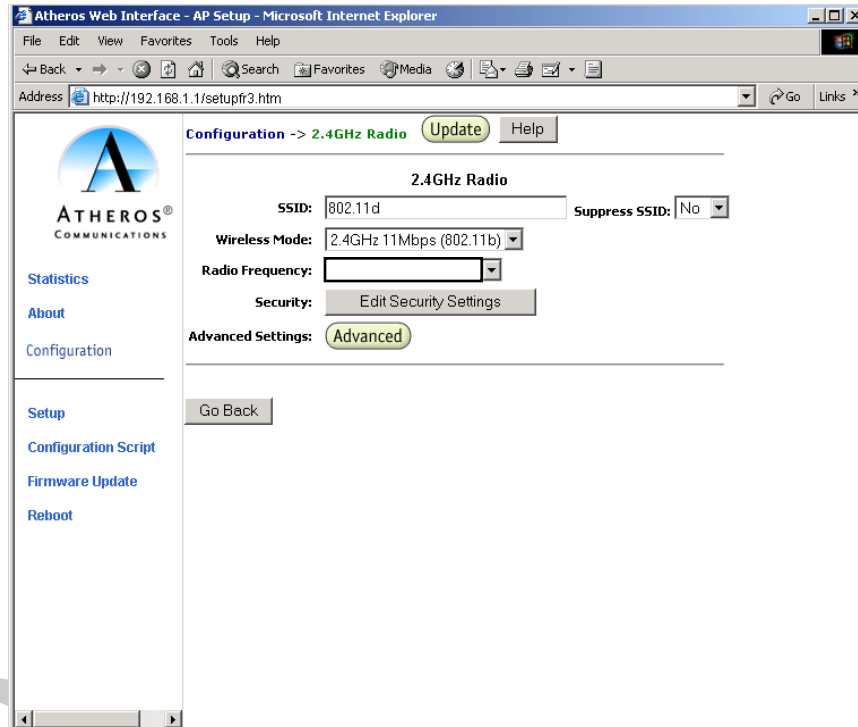 Atheros Web Interface - AP Setup - Microsoft Internet Explorer
File Edit View Favorites Tools Help
Back Search Favorites Media
Address http://192.168.1.1/setupfr3.htm Go Links »
ATHEROS®
COMMUNICATIONS
Statistics
About
Configuration
Setup
Configuration Script
Firmware Update
Reboot
Configuration -> 2.4GHz Radio Update Help
2.4GHz Radio
SSID: 802.11d Suppress SSID: No
Wireless Mode: 2.4GHz 11Mbps (802.11b)
Radio Frequency:
Security: Edit Security Settings
Advanced Settings: Advanced
Go Back